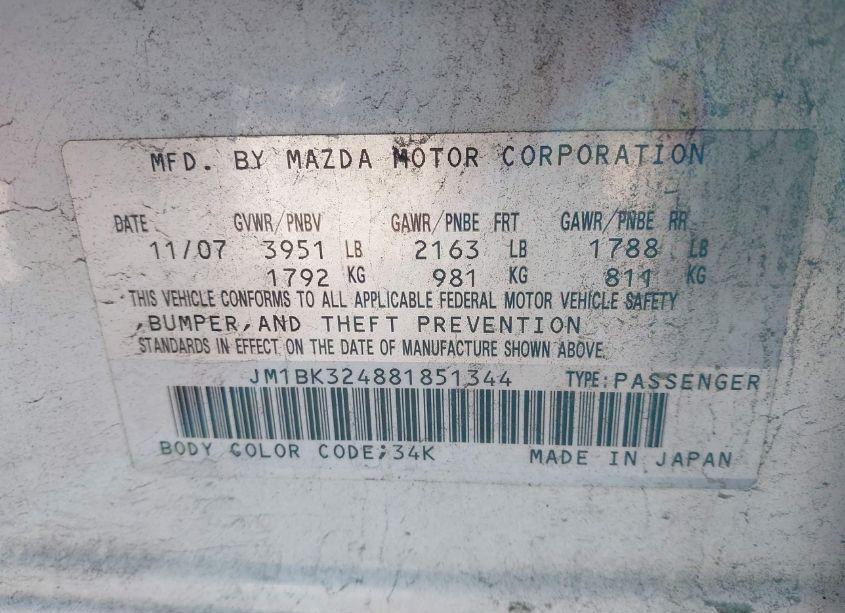 MFD. BY MAZDA MOTOR CORPORATION
DATE GVWR/PNBV GAWR/PNBE FRT GAWR/PNBE RR
11/07 3951 LB 2163 LB 1788 LB
1792 KG 981 KG 811 KG
THIS VEHICLE CONFORMS TO ALL APPLICABLE FEDERAL MOTOR VEHICLE SAFETY
,BUMPER,AND THEFT PREVENTION
STANDARDS IN EFFECT ON THE DATE OF MANUFACTURE SHOWN ABOVE.
JM1BK324881851344 TYPE:PASSENGER
BODY COLOR CODE;34K MADE IN JAPAN